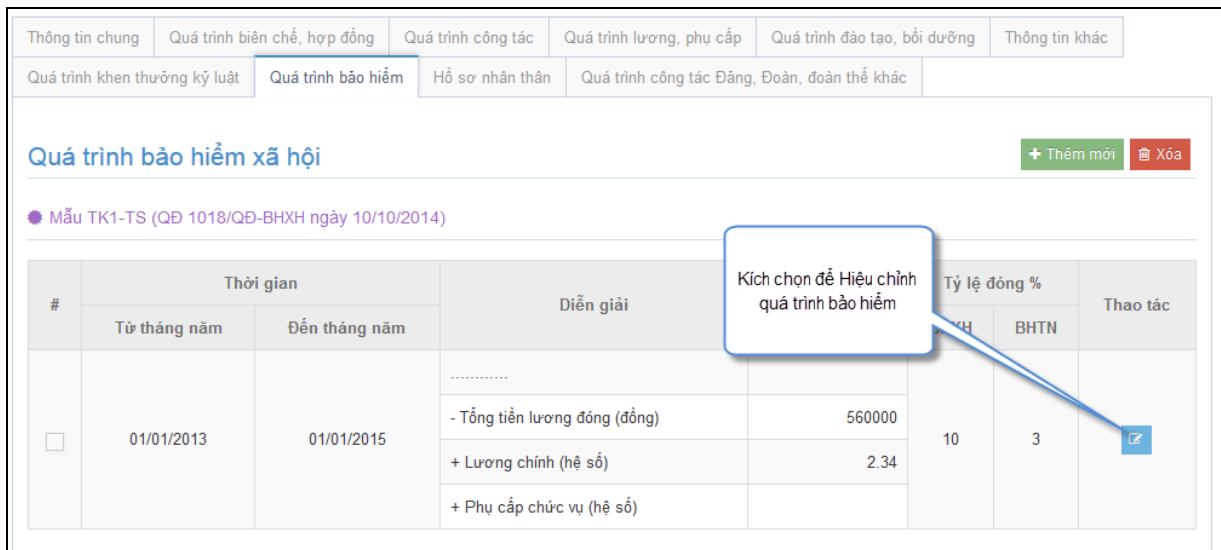 Thông tin chung
Quá trình biên chế, hợp đồng
Quá trình công tác
Quá trình lương, phụ cấp
Quá trình đào tạo, bồi dưỡng
Thông tin khác
Quá trình khen thưởng kỷ luật
Quá trình bảo hiểm
Hồ sơ nhân thân
Quá trình công tác Đảng, Đoàn, đoàn thể khác
Quá trình bảo hiểm xã hội
+ Thêm mới
Xóa
Mẫu TK1-TS (QĐ 1018/QĐ-BHXH ngày 10/10/2014)
Kích chọn để Hiệu chỉnh
quá trình bảo hiểm
#
Thời gian
Diễn giải
Tỷ lệ đóng %
Thao tác
Từ tháng năm
Đến tháng năm
BHTN
............
01/01/2013
01/01/2015
- Tổng tiền lương đóng (đồng)
560000
10
3
+ Lương chính (hệ số)
2.34
+ Phụ cấp chức vụ (hệ số)